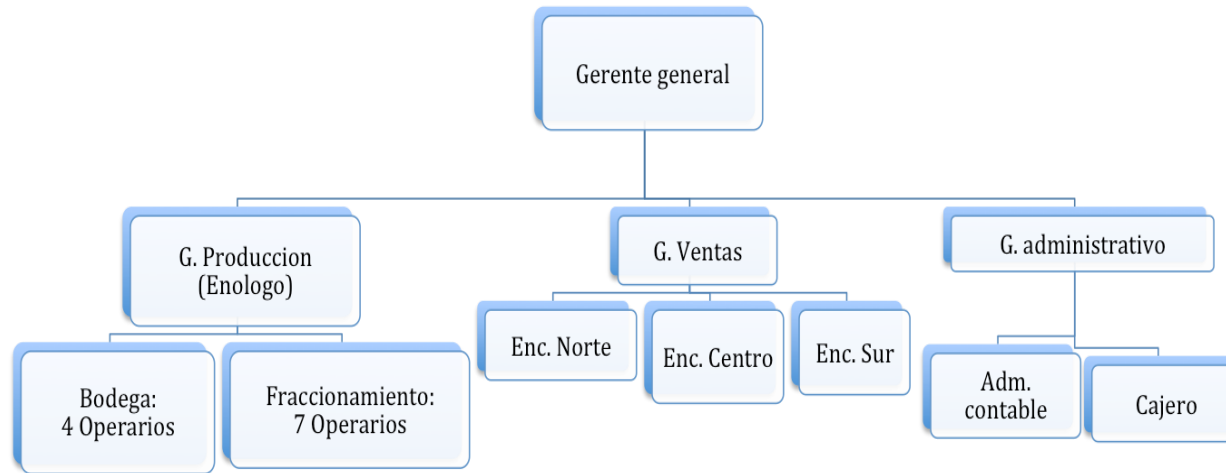 Gerente general
G. Produccion
(Enologo)
G. Ventas
G. administrativo
Bodega:
4 Operarios
Fraccionamiento:
7 Operarios
Enc. Norte
Enc. Centro
Enc. Sur
Adm.
contable
Cajero